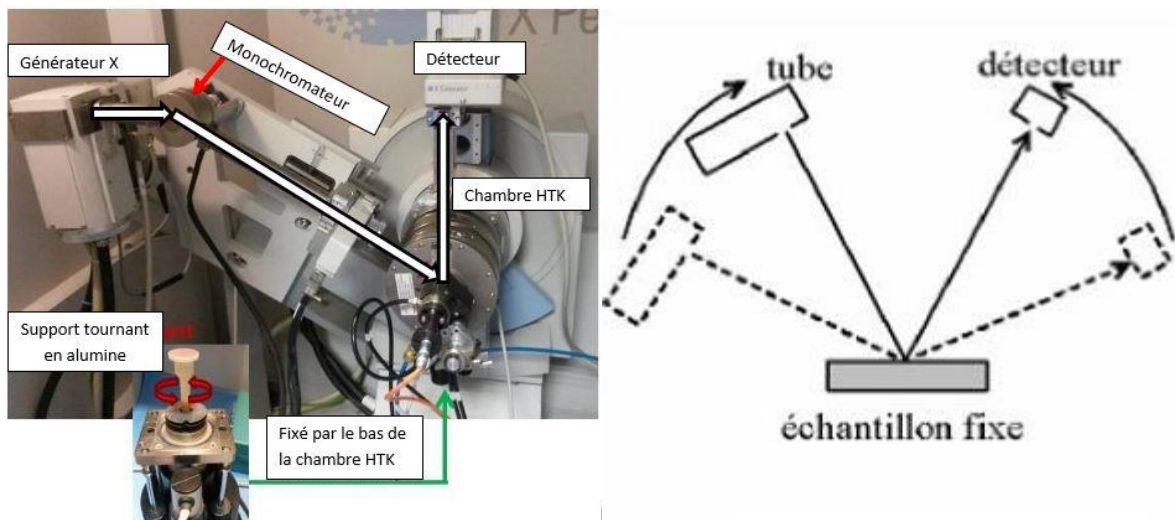 X Pe
Générateur X
Monochromateur
Détecteur
Chambre HTK
Support tournant
en alumine
Fixé par le bas de
la chambre HTK
tube
détecteur
échantillon fixe